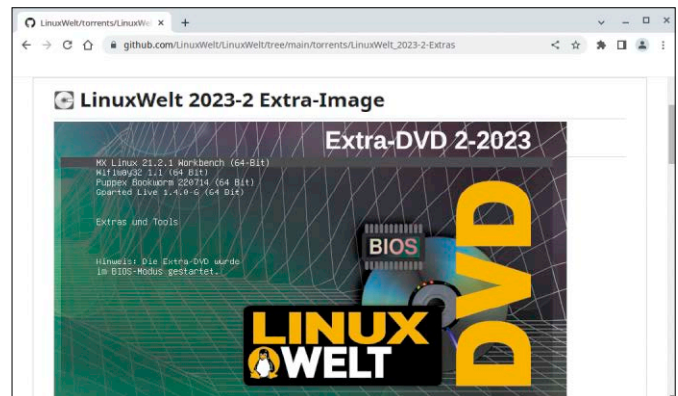 LinuxWelt/torrents/LinuxWel
github.com/LinuxWelt/LinuxWelt/tree/main/torrents/LinuxWelt_2023-2-Extras
LinuxWelt 2023-2 Extra-Image
Extra-DVD 2-2023
MX Linux 21.2.1 Workbench (64-Bit)
Wifiway32 1.1 (64 Bit)
Puppex Bookworm 220714 (64 Bit)
Gparted Live 1.4.0-6 (64 Bit)
Extras und Tools
Hinweis: Die Extra-DVD wurde
im BIOS-Modus gestartet.
BIOS
DVD
LINUX
WELT